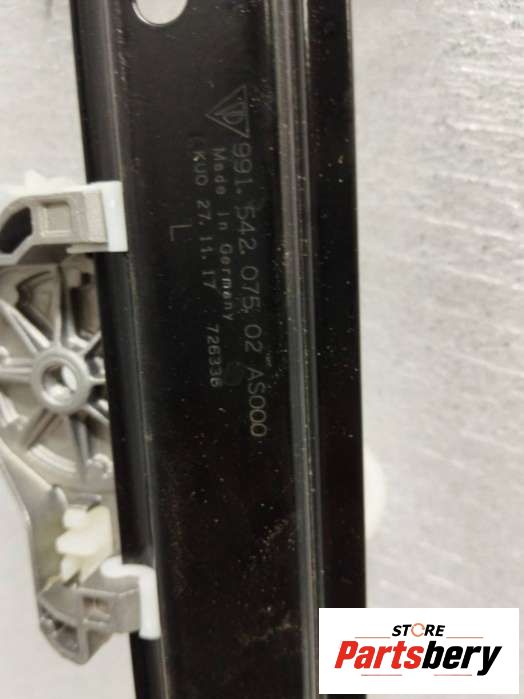 991. 542. 075. 02 AS000
Made in Germany
KUO 27. 11. 17 726336
L
STORE
Partsbery